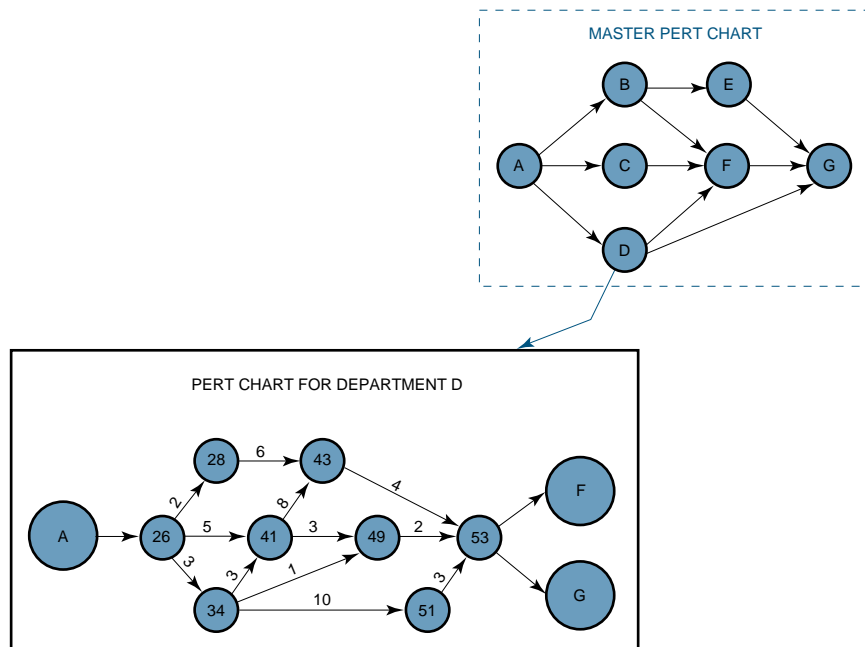 MASTER PERT CHART
B E
A C F G
D
PERT CHART FOR DEPARTMENT D
28 6 43
2 8 4 F
A 26 5 41 3 49 2 53
3 3 1 3 G
34 10 51